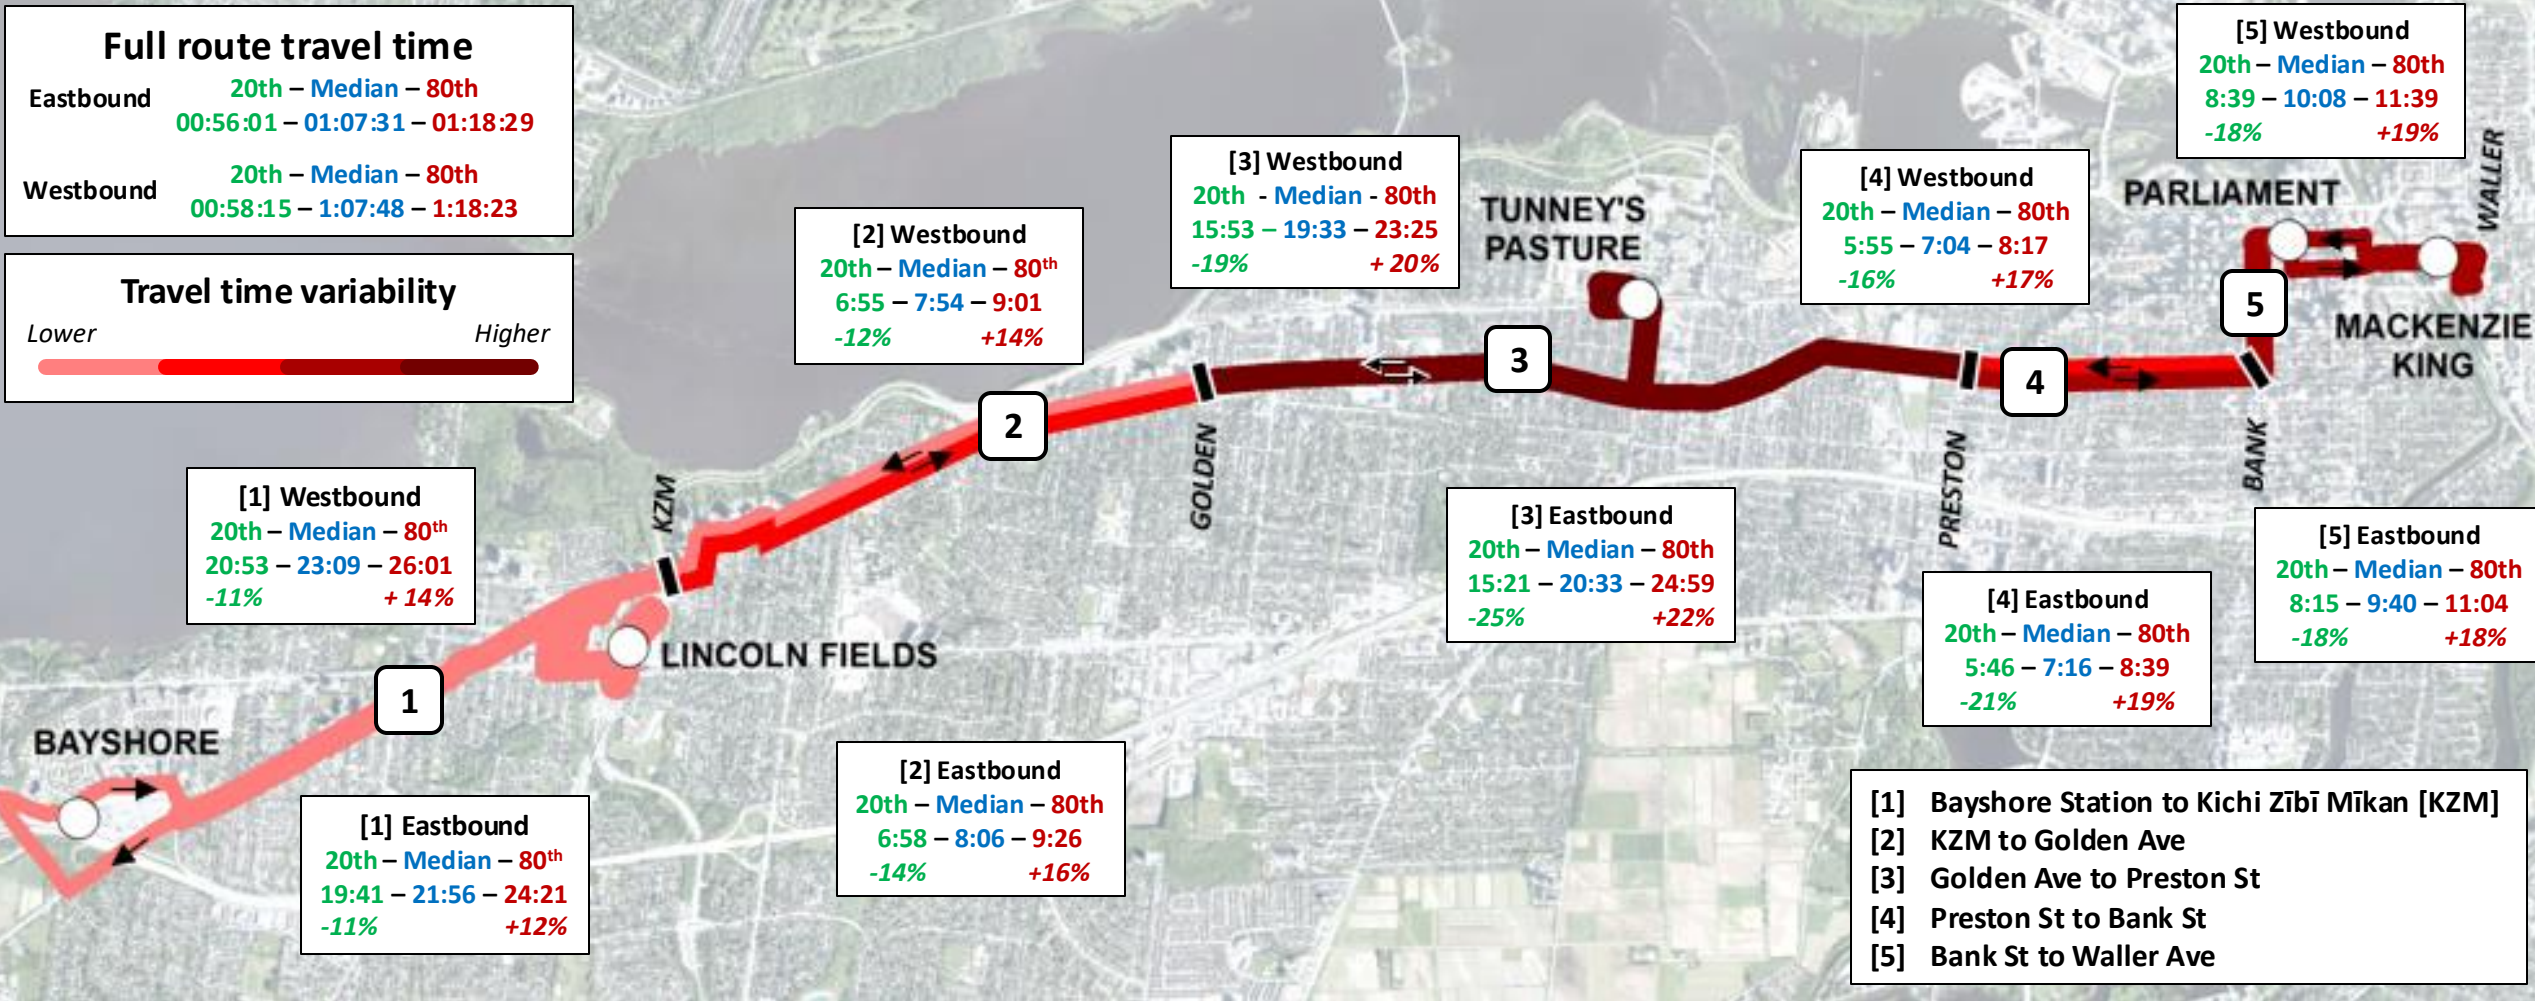 Full route travel time
Eastbound
20th – Median – 80th
00:56:01 – 01:07:31 – 01:18:29
Westbound
20th – Median – 80th
00:58:15 – 1:07:48 – 1:18:23
Travel time variability
Lower Higher
[1] Westbound
20th – Median – 80th
20:53 – 23:09 – 26:01
-11% + 14%
[2] Westbound
20th – Median – 80th
6:55 – 7:54 – 9:01
-12% +14%
[3] Westbound
20th - Median - 80th
15:53 – 19:33 – 23:25
-19% + 20%
[4] Westbound
20th – Median – 80th
5:55 – 7:04 – 8:17
-16% +17%
[5] Westbound
20th – Median – 80th
8:39 – 10:08 – 11:39
-18% +19%
TUNNEY'S
PASTURE
PARLIAMENT
WALLER
MACKENZIE
KING
5
4
3
2
1
KZM
GOLDEN
PRESTON
BANK
LINCOLN FIELDS
BAYSHORE
[1] Eastbound
20th – Median – 80th
19:41 – 21:56 – 24:21
-11% +12%
[2] Eastbound
20th – Median – 80th
6:58 – 8:06 – 9:26
-14% +16%
[3] Eastbound
20th – Median – 80th
15:21 – 20:33 – 24:59
-25% +22%
[4] Eastbound
20th – Median – 80th
5:46 – 7:16 – 8:39
-21% +19%
[5] Eastbound
20th – Median – 80th
8:15 – 9:40 – 11:04
-18% +18%
[1] Bayshore Station to Kichi Zībī Mīkan [KZM]
[2] KZM to Golden Ave
[3] Golden Ave to Preston St
[4] Preston St to Bank St
[5] Bank St to Waller Ave